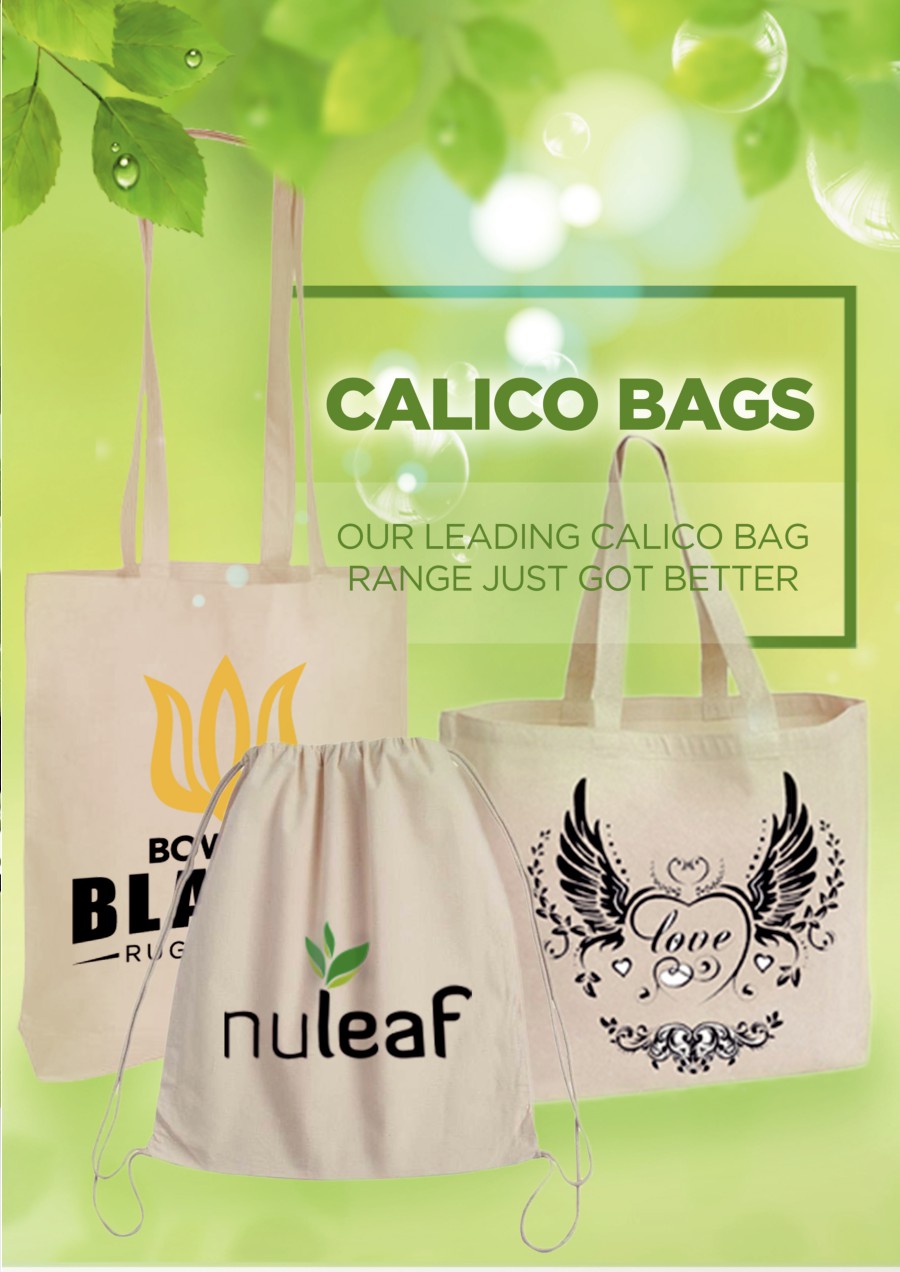 CALICO BAGS
OUR LEADING CALICO BAG
RANGE JUST GOT BETTER
love
nuleaf